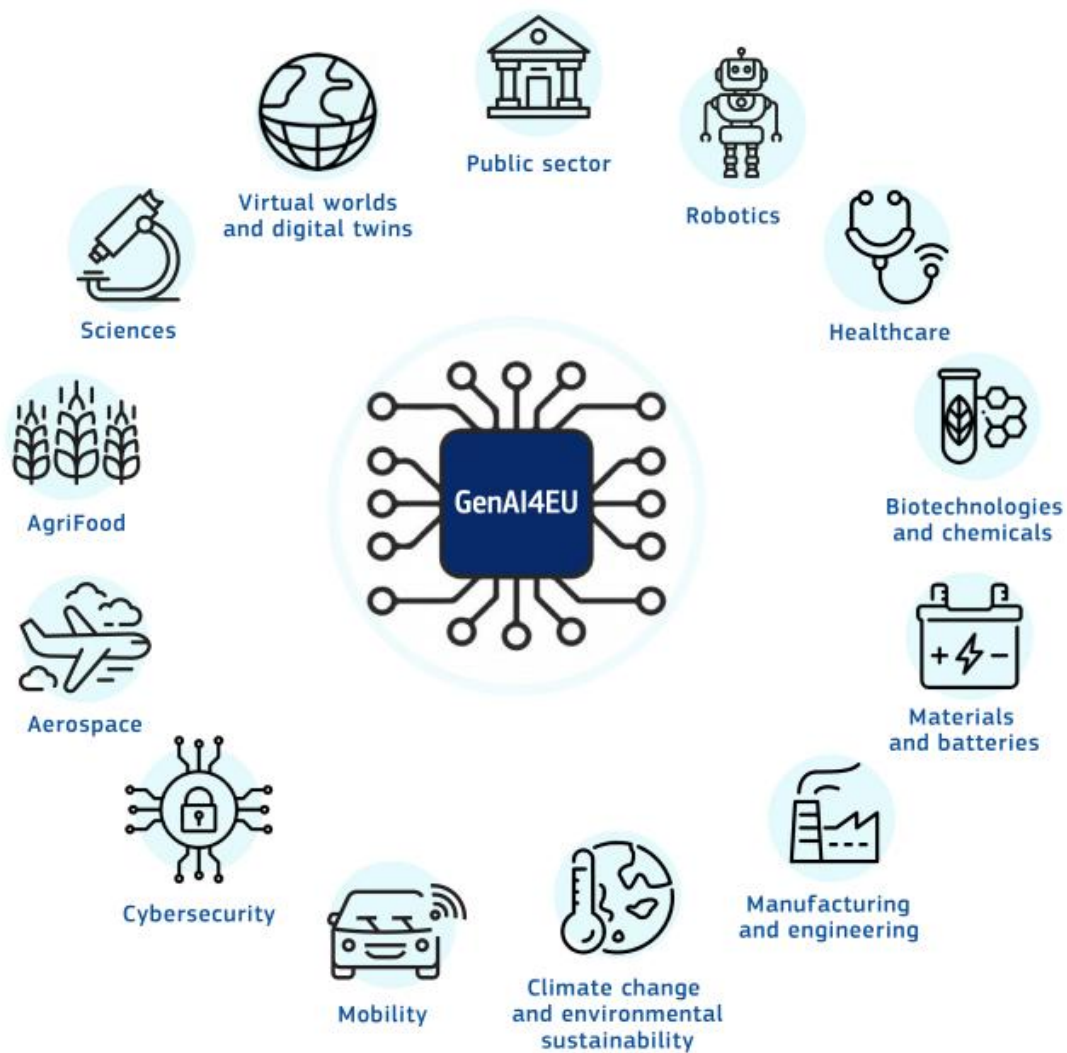 Public sector
Robotics
Healthcare
Biotechnologies
and chemicals
Materials
and batteries
Manufacturing
and engineering
Climate change
and environmental
sustainability
Mobility
Cybersecurity
Aerospace
AgriFood
Sciences
Virtual worlds
and digital twins
GenAI4EU